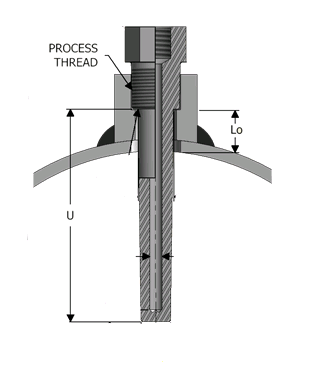 PROCESS
THREAD
Lo
U